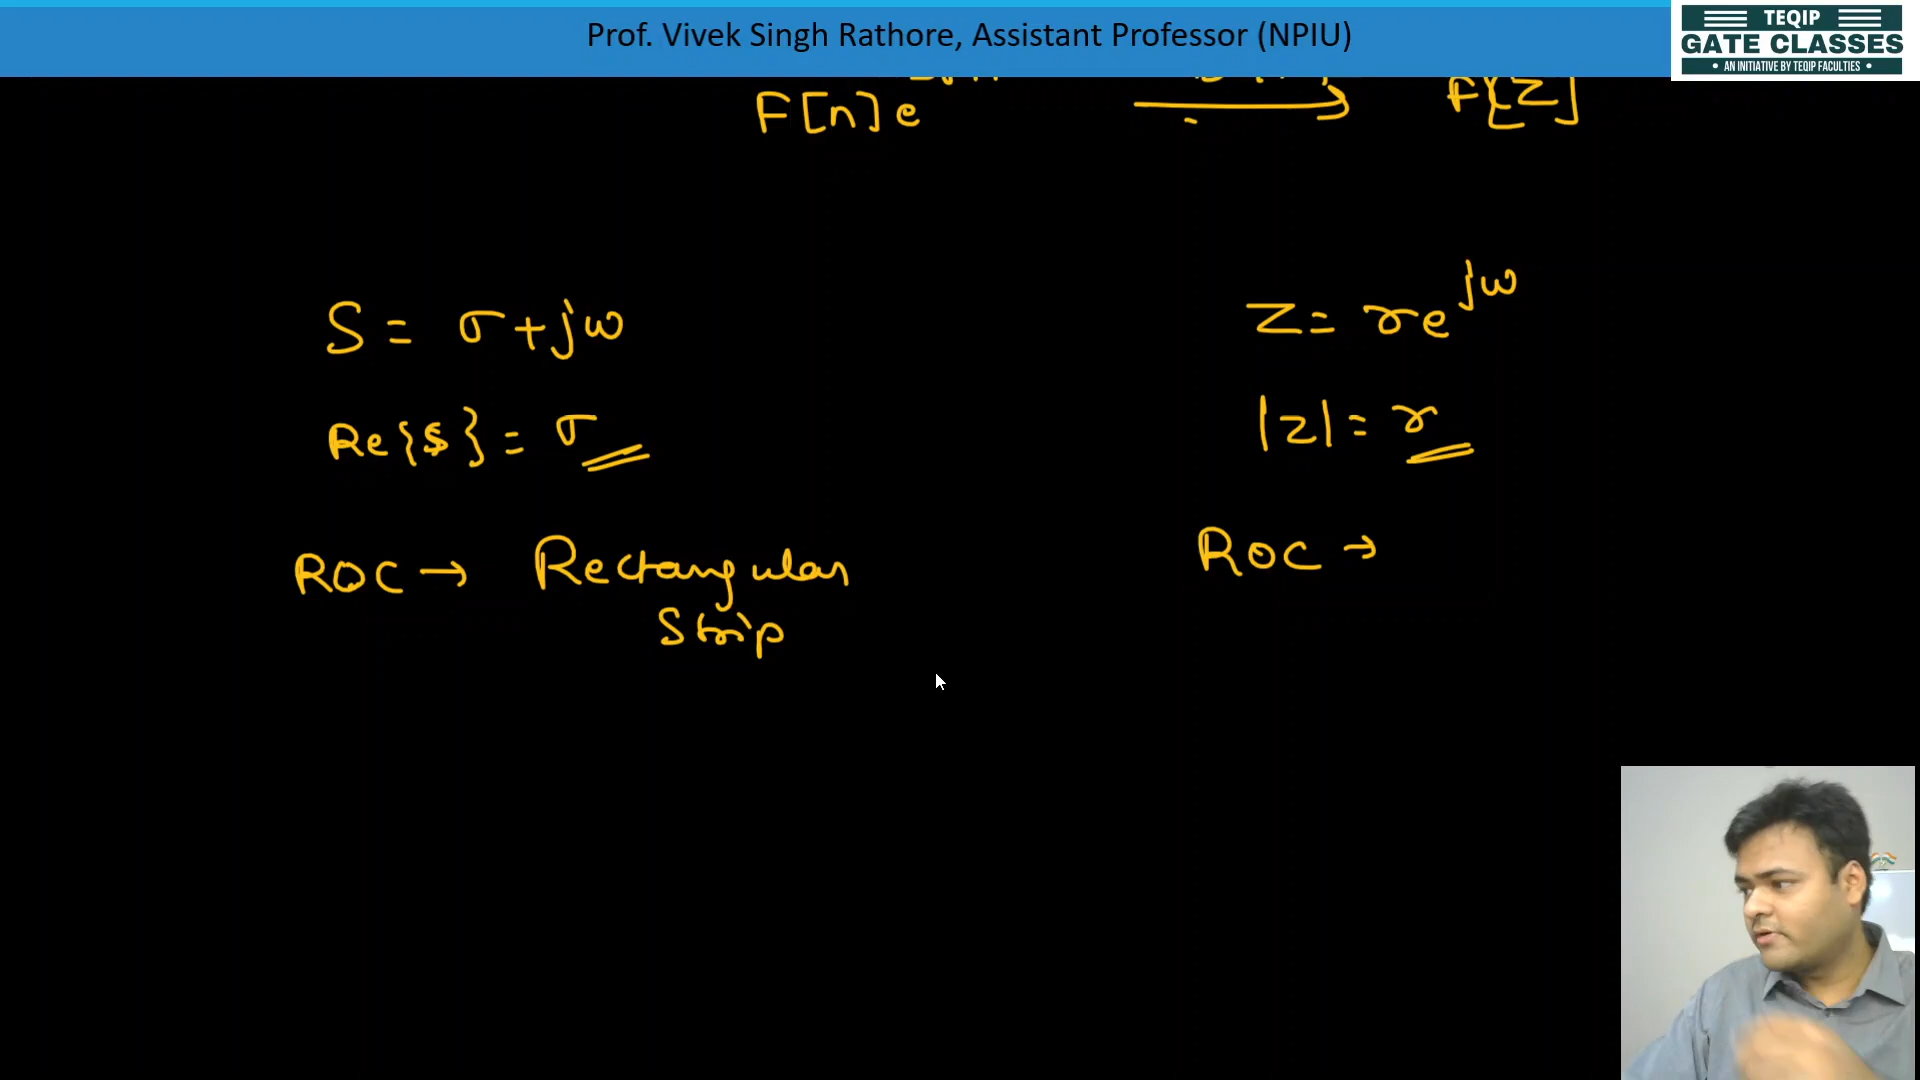 Prof. Vivek Singh Rathore, Assistant Professor (NPIU)
TEQIP
GATE CLASSES
• AN INITIATIVE BY TEQIP FACULTIES •
F[n]e
F[Z]
S = σ+jω
Z = re^jω
Re{s} = σ
|z| = r
ROC → Rectangular
Strip
ROC →